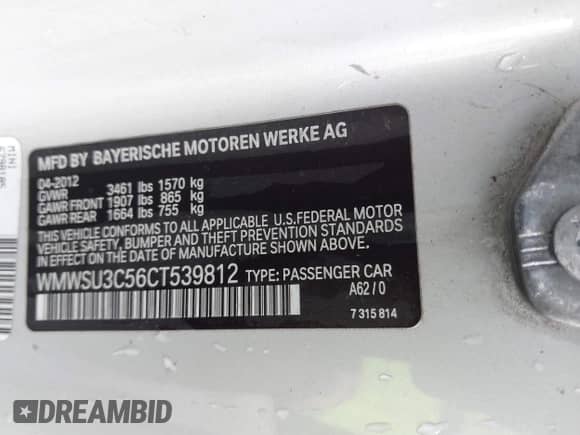 MFD BY BAYERISCHE MOTOREN WERKE AG
04-2012
GVWR 3461 lbs 1570 kg
GAWR FRONT 1907 lbs 865 kg
GAWR REAR 1664 lbs 755 kg
THIS VEHICLE CONFORMS TO ALL APPLICABLE U.S.FEDERAL MOTOR
VEHICLE SAFETY, BUMPER AND THEFT PREVENTION STANDARDS
IN EFFECT ON THE DATE OF MANUFACTURE SHOWN ABOVE.
WMWSU3C56CT539812 TYPE: PASSENGER CAR
A62 / 0
7 315 814
MINI
DREAMBID